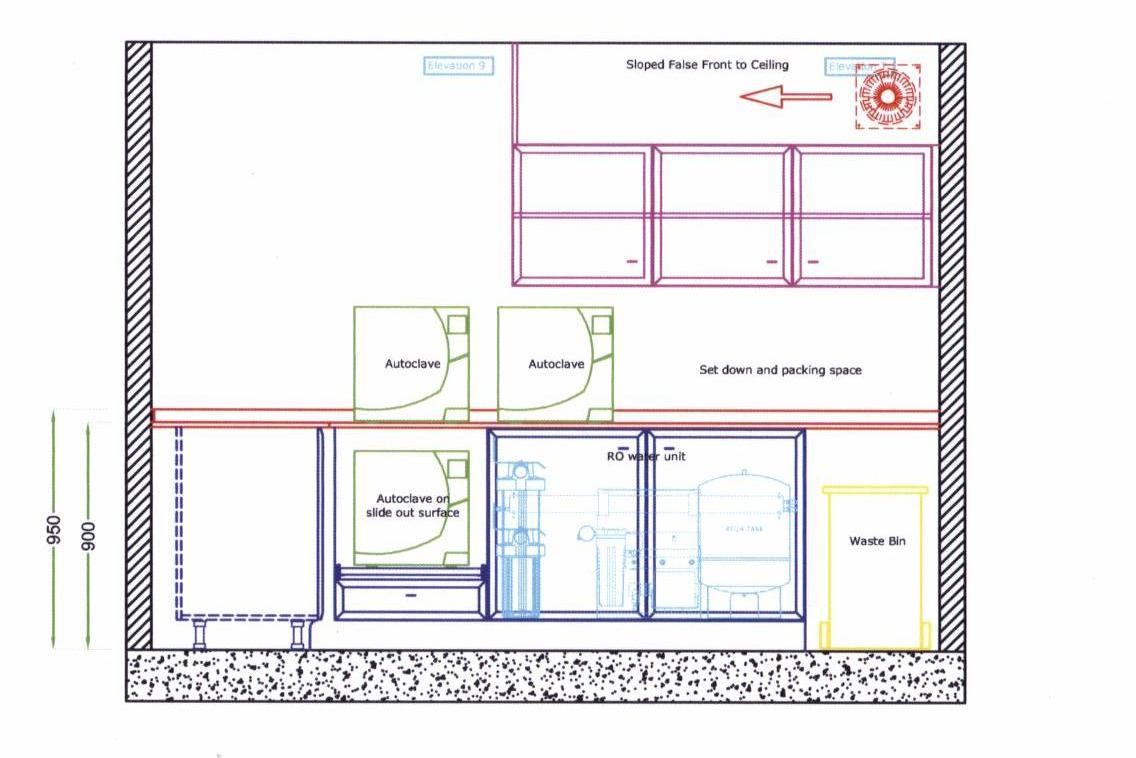 Elevation 9
Sloped False Front to Ceiling
Autoclave
Autoclave
Set down and packing space
RO water unit
Autoclave on
slide out surface
Waste Bin
950
900